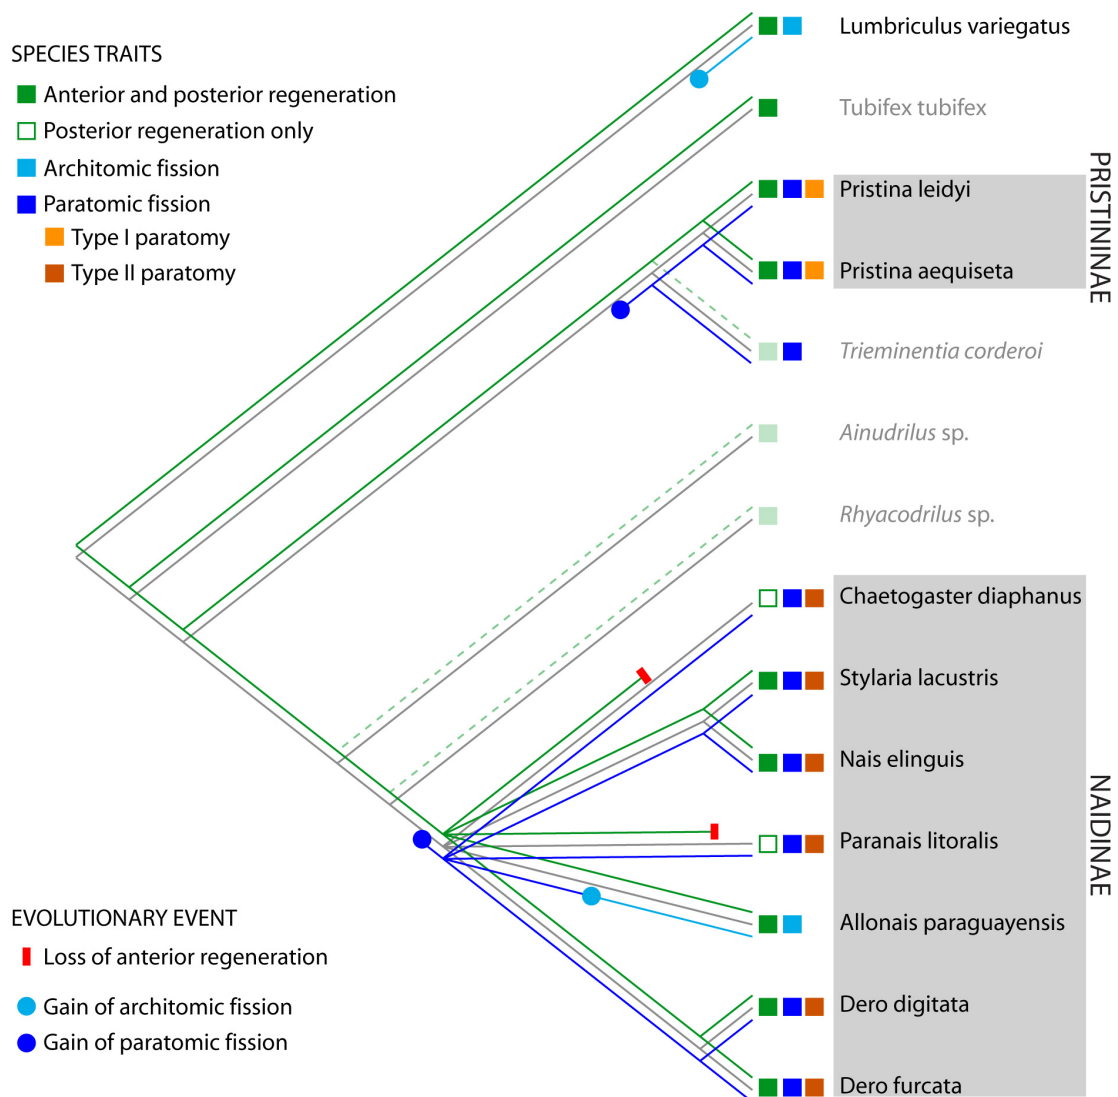 SPECIES TRAITS
Anterior and posterior regeneration
Posterior regeneration only
Architomic fission
Paratomic fission
Type I paratomy
Type II paratomy
Lumbriculus variegatus
Tubifex tubifex
Pristina leidyi
Pristina aequiseta
Trieminentia corderoi
Ainudrilus sp.
Rhyacodrilus sp.
Chaetogaster diaphanus
Stylaria lacustris
Nais elinguis
Paranais litoralis
Allonais paraguayensis
Dero digitata
Dero furcata
PRISTININAE
NAIDINAE
EVOLUTIONARY EVENT
Loss of anterior regeneration
Gain of architomic fission
Gain of paratomic fission